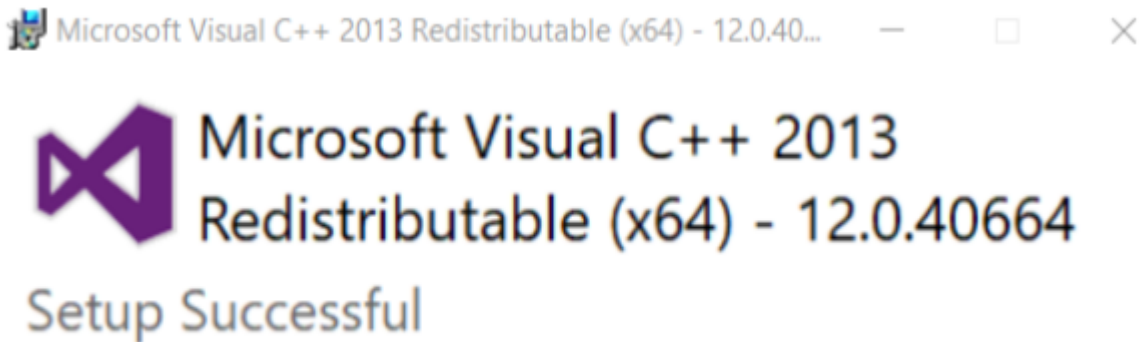 Microsoft Visual C++ 2013 Redistributable (x64) - 12.0.40...
Microsoft Visual C++ 2013
Redistributable (x64) - 12.0.40664
Setup Successful